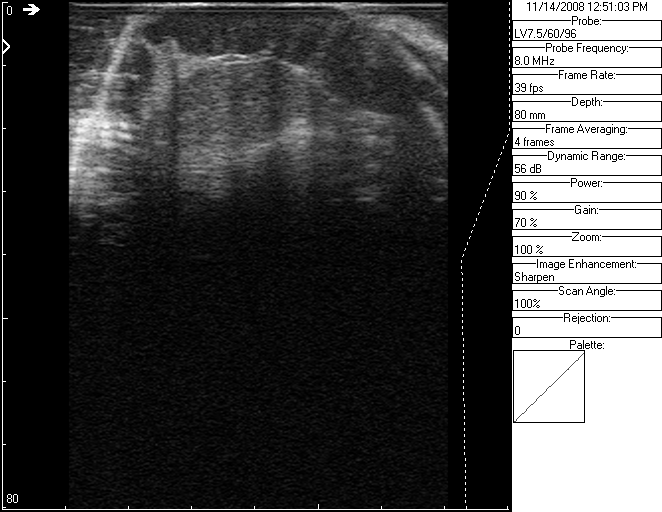 0
80
11/14/2008 12:51:03 PM
Probe:
LV7.5/60/96
Probe Frequency:
8.0 MHz
Frame Rate:
39 fps
Depth:
80 mm
Frame Averaging:
4 frames
Dynamic Range:
56 dB
Power:
90 %
Gain:
70 %
Zoom:
100 %
Image Enhancement:
Sharpen
Scan Angle:
100%
Rejection:
0
Palette: